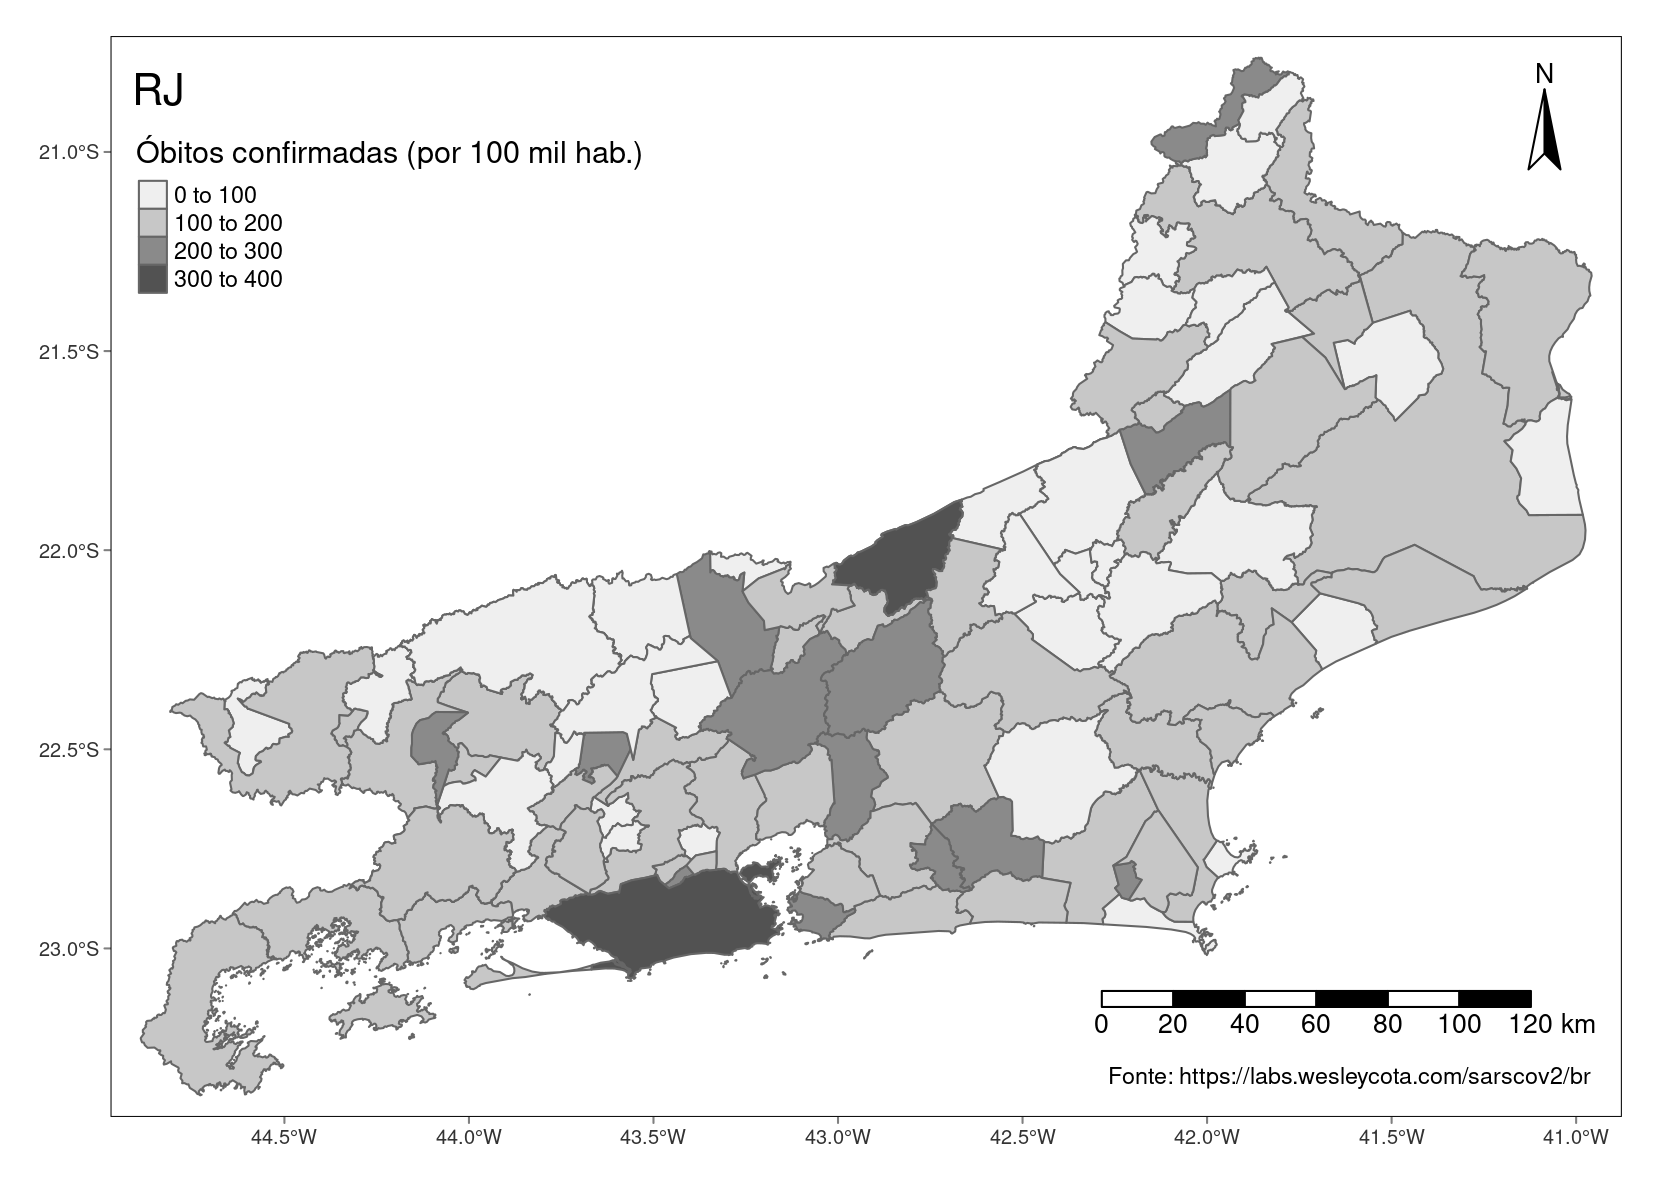 RJ
N
Óbitos confirmadas (por 100 mil hab.)
0 to 100
100 to 200
200 to 300
300 to 400
21.0°S
21.5°S
22.0°S
22.5°S
23.0°S
0 20 40 60 80 100 120 km
Fonte: https://labs.wesleycota.com/sarscov2/br
44.5°W 44.0°W 43.5°W 43.0°W 42.5°W 42.0°W 41.5°W 41.0°W